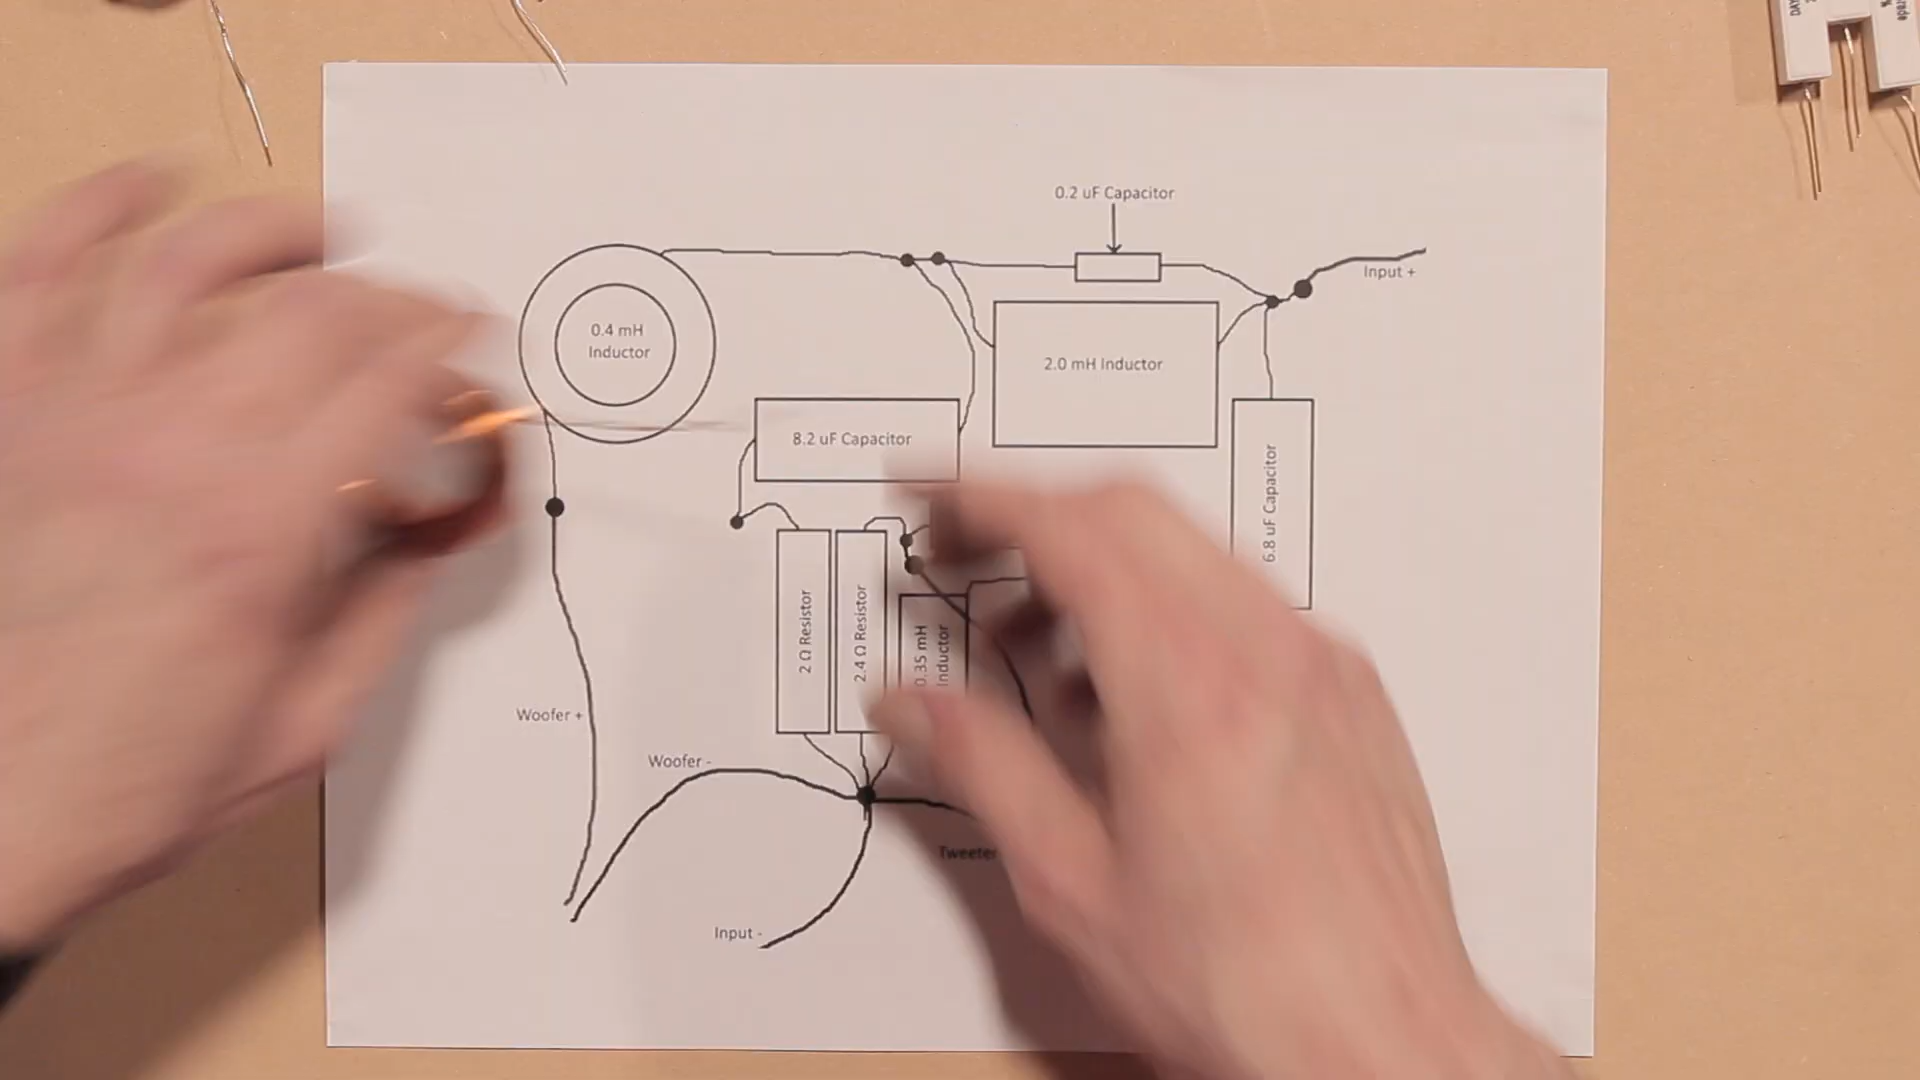 0.2 uF Capacitor
Input +
0.4 mH
Inductor
2.0 mH Inductor
8.2 uF Capacitor
6.8 uF Capacitor
2 Ω Resistor
2.4 Ω Resistor
0.35 mH
Inductor
Woofer +
Woofer -
Tweeter
Input -
DAY